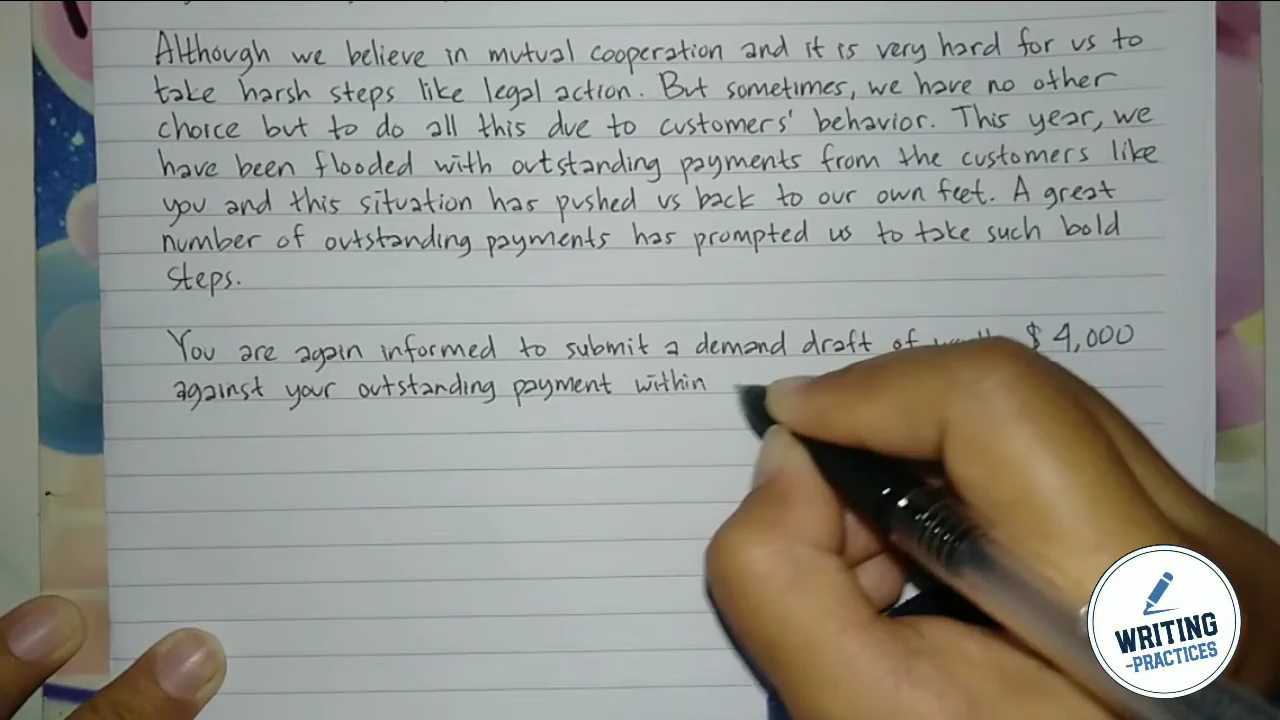 Although we believe in mutual cooperation and it is very hard for us to
take harsh steps like legal action. But sometimes, we have no other
choice but to do all this due to customers' behavior. This year, we
have been flooded with outstanding payments from the customers like
you and this situation has pushed us back to our own feet. A great
number of outstanding payments has prompted us to take such bold
steps.
You are again informed to submit a demand draft of $ 4,000
against your outstanding payment within
WRITING
-PRACTICES